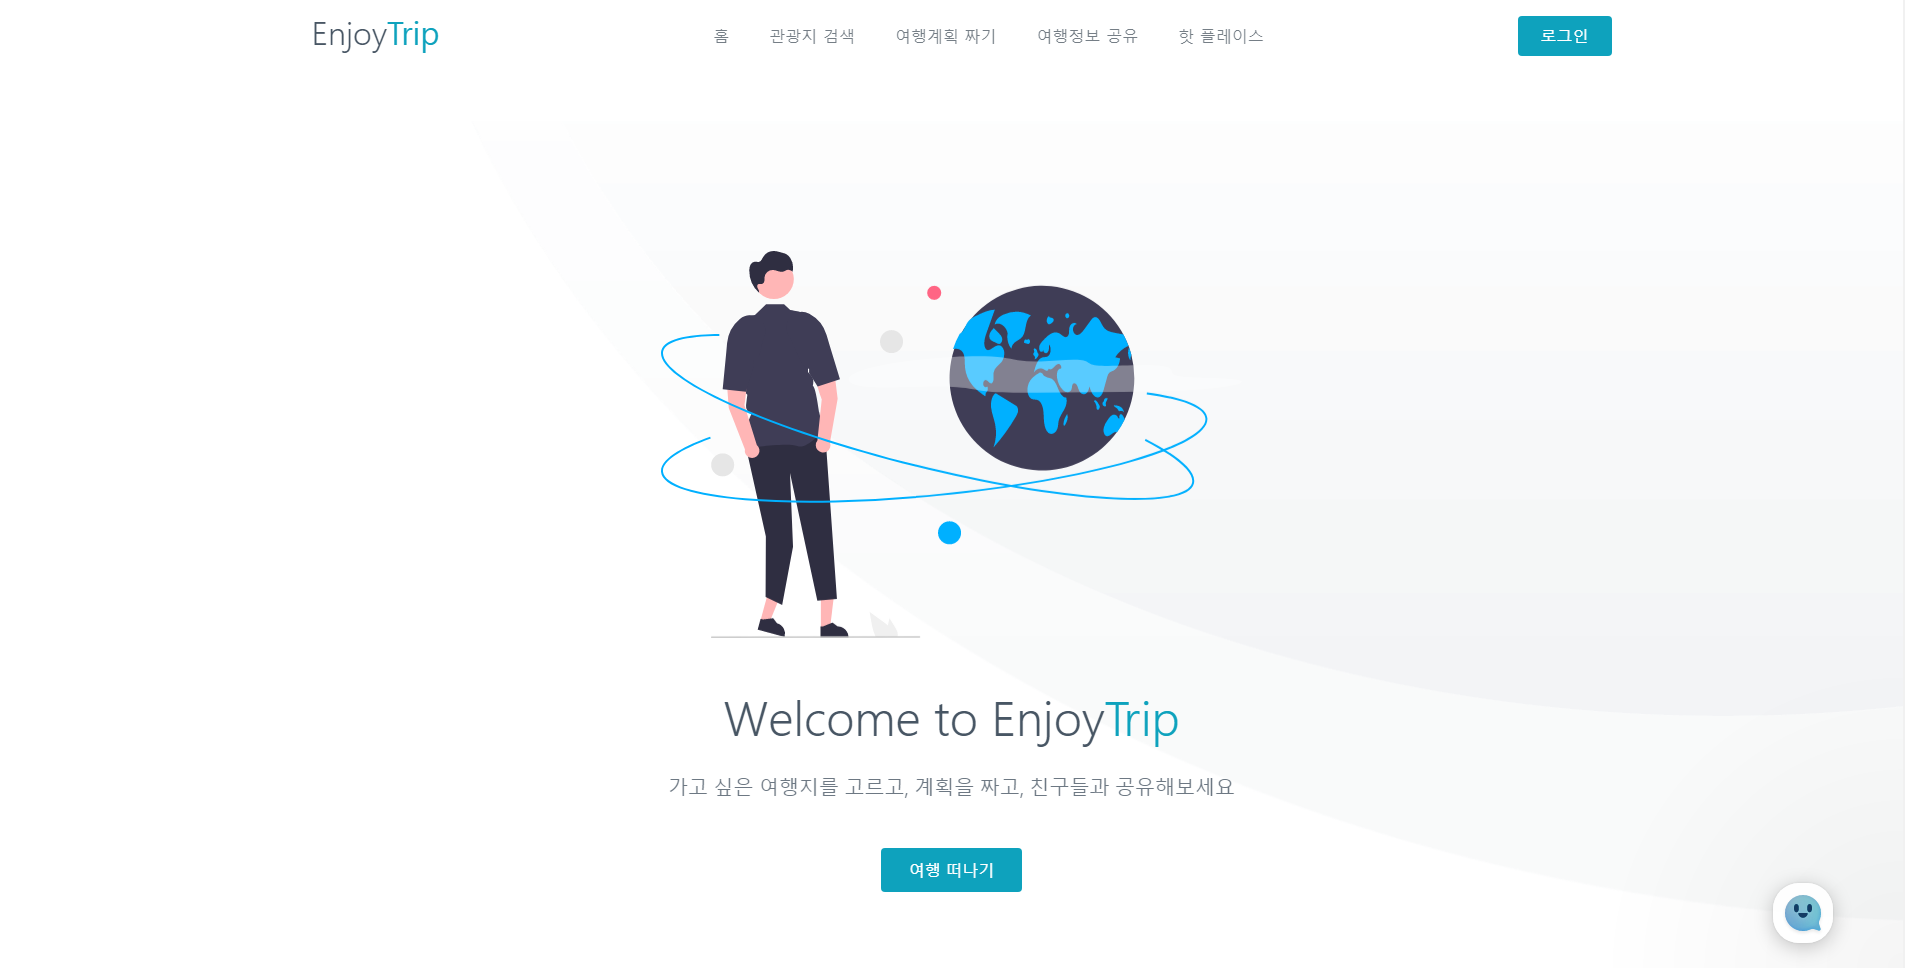 EnjoyTrip
홈
관광지 검색
여행계획 짜기
여행정보 공유
핫 플레이스
로그인
Welcome to EnjoyTrip
가고 싶은 여행지를 고르고, 계획을 짜고, 친구들과 공유해보세요
여행 떠나기